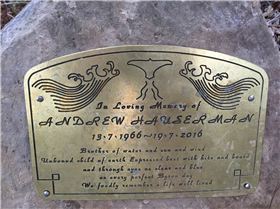 In Loving Memory of
ANDREW HAUSERMAN
13·7·1966~19·7·2016
Brother of water and sun and wind
Unbound child of earth Expressed best with kite and board
and through eyes as clear and blue
as every perfect Byron day
We fondly remember a life well lived